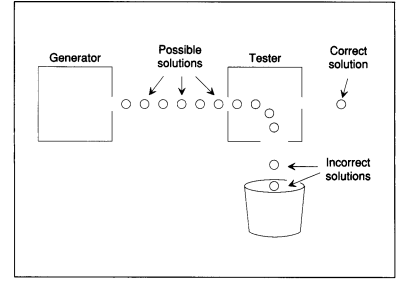 Generator
Possible
solutions
Tester
Correct
solution
Incorrect
solutions